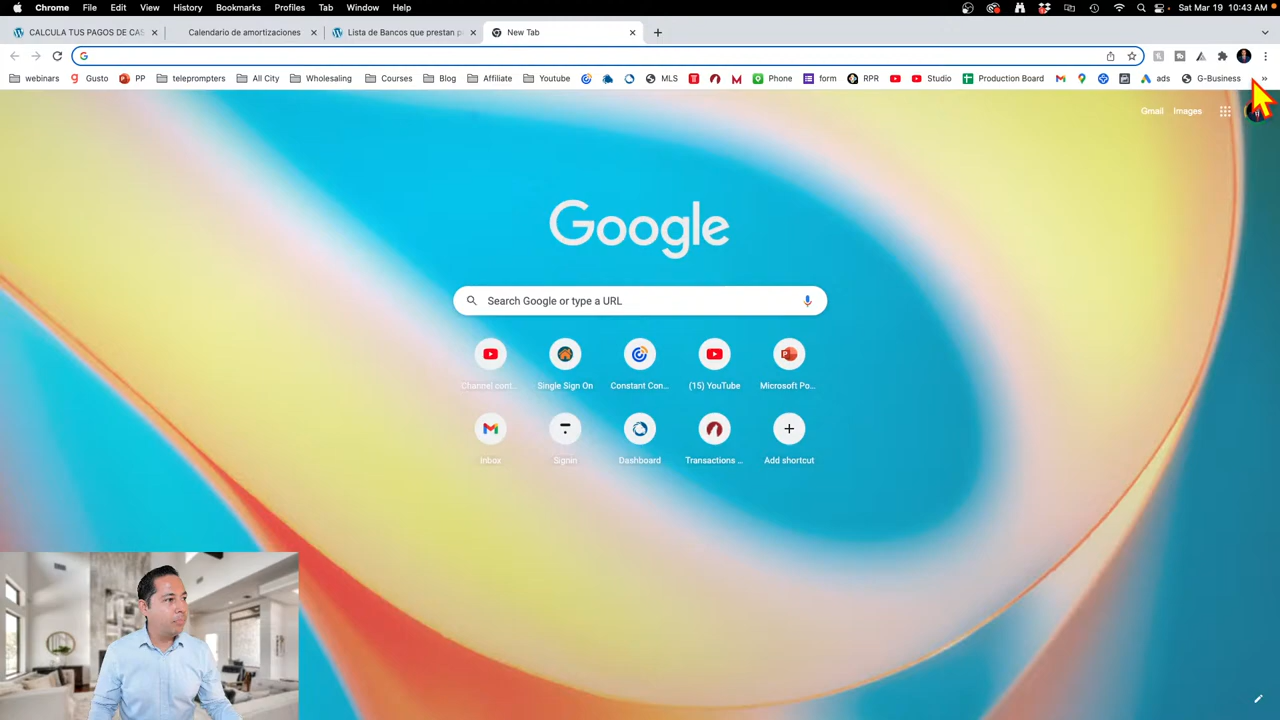 Chrome File Edit View History Bookmarks Profiles Tab Window Help Sat Mar 19 10:43 AM
CALCULA TUS PAGOS DE CAS Calendario de amortizaciones Lista de Bancos que prestan p New Tab
webinars Gusto PP teleprompters All City Wholesaling Courses Blog Affiliate Youtube MLS Phone form RPR Studio Production Board ads G-Business »
Gmail Images
Google
Search Google or type a URL
Channel cont... Single Sign On Constant Con... (15) YouTube Microsoft Po...
Inbox Signin Dashboard Transactions ... Add shortcut